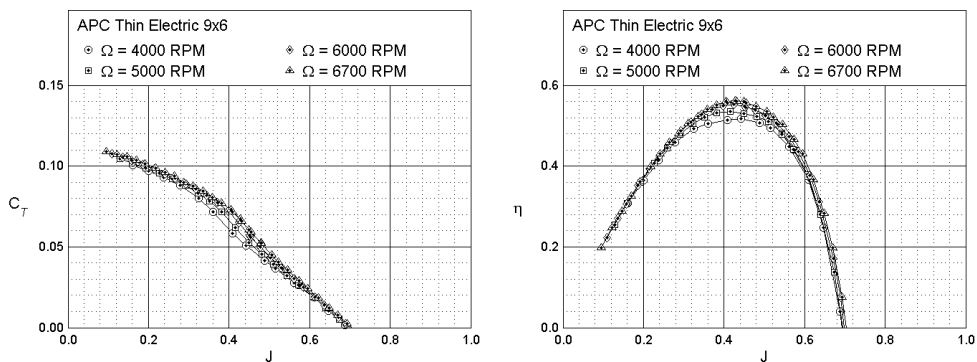 APC Thin Electric 9x6
Ω = 4000 RPM
Ω = 6000 RPM
Ω = 5000 RPM
Ω = 6700 RPM
0.15
0.10
C_T
0.05
0.00
0.0 0.2 0.4 0.6 0.8 1.0
J
APC Thin Electric 9x6
Ω = 4000 RPM
Ω = 6000 RPM
Ω = 5000 RPM
Ω = 6700 RPM
0.6
0.4
η
0.2
0.0
0.0 0.2 0.4 0.6 0.8 1.0
J